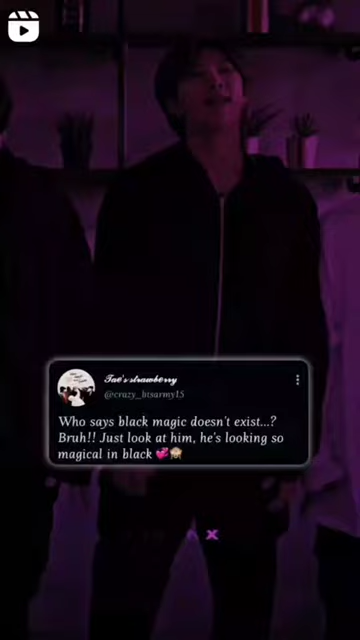 Tae's strawberry
@crazy_btsarmy15
Who says black magic doesn't exist...?
Bruh!! Just look at him, he's looking so
magical in black 💞🙈